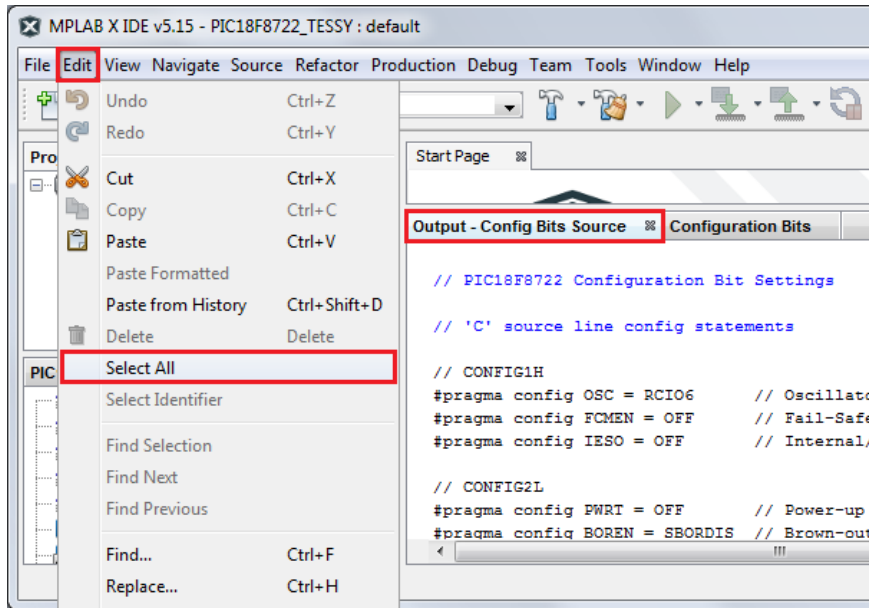 MPLAB X IDE v5.15 - PIC18F8722_TESSY : default
File Edit View Navigate Source Refactor Production Debug Team Tools Window Help
Undo Ctrl+Z
Redo Ctrl+Y
Cut Ctrl+X
Copy Ctrl+C
Paste Ctrl+V
Paste Formatted
Paste from History Ctrl+Shift+D
Delete Delete
Select All
Select Identifier
Find Selection
Find Next
Find Previous
Find... Ctrl+F
Replace... Ctrl+H
Pro
PIC
Start Page
Output - Config Bits Source Configuration Bits
// PIC18F8722 Configuration Bit Settings
// 'C' source line config statements
// CONFIG1H
#pragma config OSC = RCIO6 // Oscillato
#pragma config FCMEN = OFF // Fail-Safe
#pragma config IESO = OFF // Internal/
// CONFIG2L
#pragma config PWRT = OFF // Power-up
#pragma config BOREN = SBORDIS // Brown-out